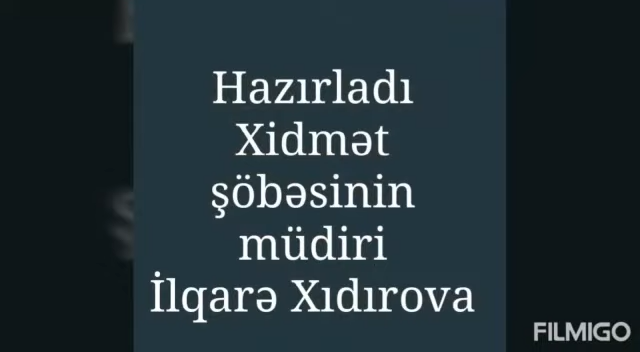 Hazırladı
Xidmət
şöbəsinin
müdiri
İlqarə Xıdırova
FILMIGO